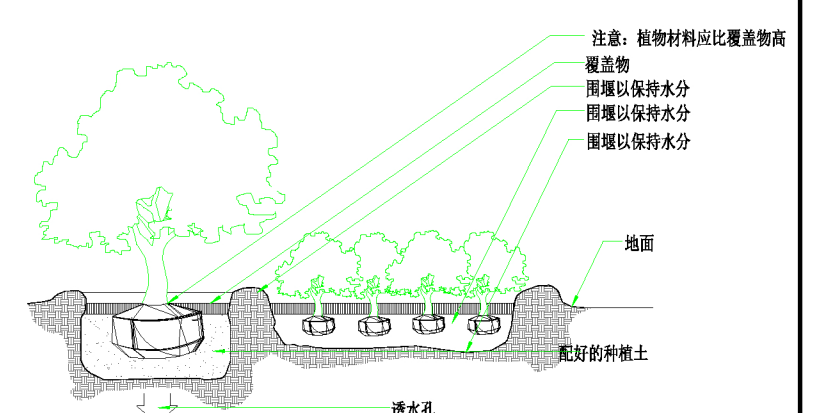 注意：植物材料应比覆盖物高
覆盖物
围堰以保持水分
围堰以保持水分
围堰以保持水分
地面
配好的种植土
透水孔